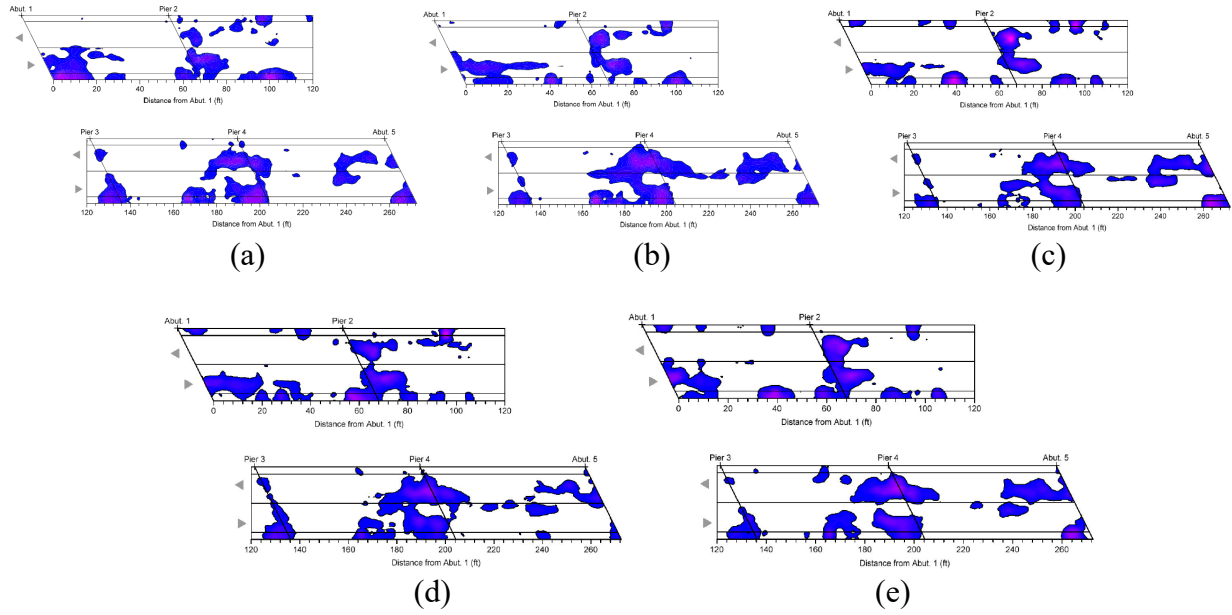 Abut. 1 Pier 2
0 20 40 60 80 100 120
Distance from Abut. 1 (ft)
Pier 3 Pier 4 Abut. 5
120 140 160 180 200 220 240 260
Distance from Abut. 1 (ft)
(a)
Abut. 1 Pier 2
0 20 40 60 80 100 120
Distance from Abut. 1 (ft)
Pier 3 Pier 4 Abut. 5
120 140 160 180 200 220 240 260
Distance from Abut. 1 (ft)
(b)
Abut. 1 Pier 2
0 20 40 60 80 100 120
Distance from Abut. 1 (ft)
Pier 3 Pier 4 Abut. 5
120 140 160 180 200 220 240 260
Distance from Abut. 1 (ft)
(c)
Abut. 1 Pier 2
0 20 40 60 80 100 120
Distance from Abut. 1 (ft)
Pier 3 Pier 4 Abut. 5
120 140 160 180 200 220 240 260
Distance from Abut. 1 (ft)
(d)
Abut. 1 Pier 2
0 20 40 60 80 100 120
Distance from Abut. 1 (ft)
Pier 3 Pier 4 Abut. 5
120 140 160 180 200 220 240 260
Distance from Abut. 1 (ft)
(e)